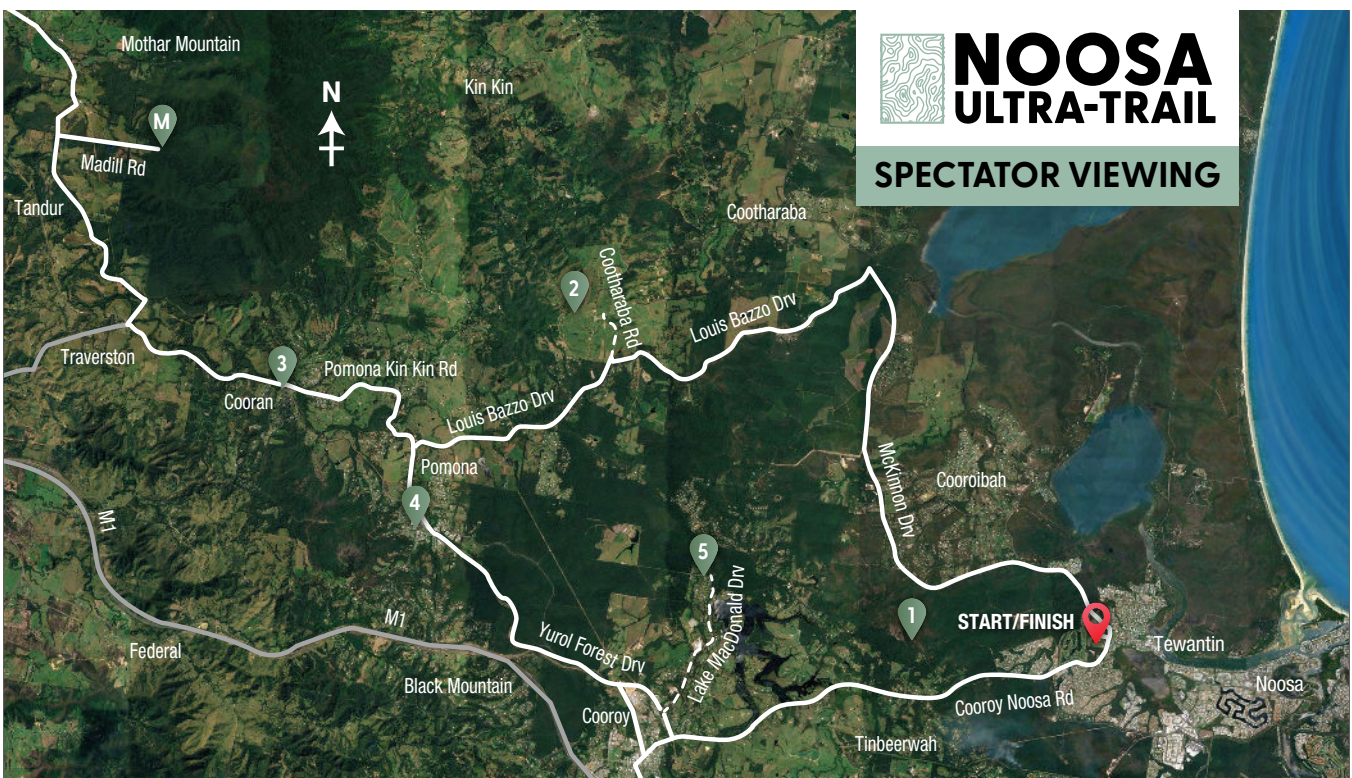 NOOSA
ULTRA-TRAIL
SPECTATOR VIEWING
Mothar Mountain
Kin Kin
N
M
Madill Rd
Tandur
Cootharaba
2
Cootharaba Rd
Louis Bazzo Drv
Traverston
3
Pomona Kin Kin Rd
Cooran
Louis Bazzo Drv
Pomona
McKinnon Drv
Cooroibah
4
M1
5
Lake MacDonald Drv
1
START/FINISH
Tewantin
M1
Yurol Forest Drv
Federal
Black Mountain
Noosa
Cooroy Noosa Rd
Cooroy
Tinbeerwah